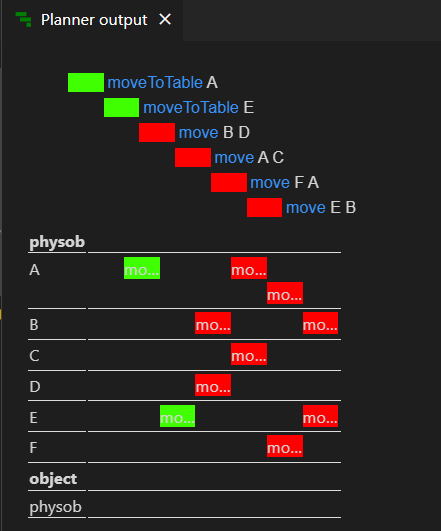 Planner output ×
moveToTable A
moveToTable E
move B D
move A C
move F A
move E B
physob
A mo... mo...
mo...
B mo... mo...
C mo...
D mo...
E mo... mo...
F mo...
object
physob